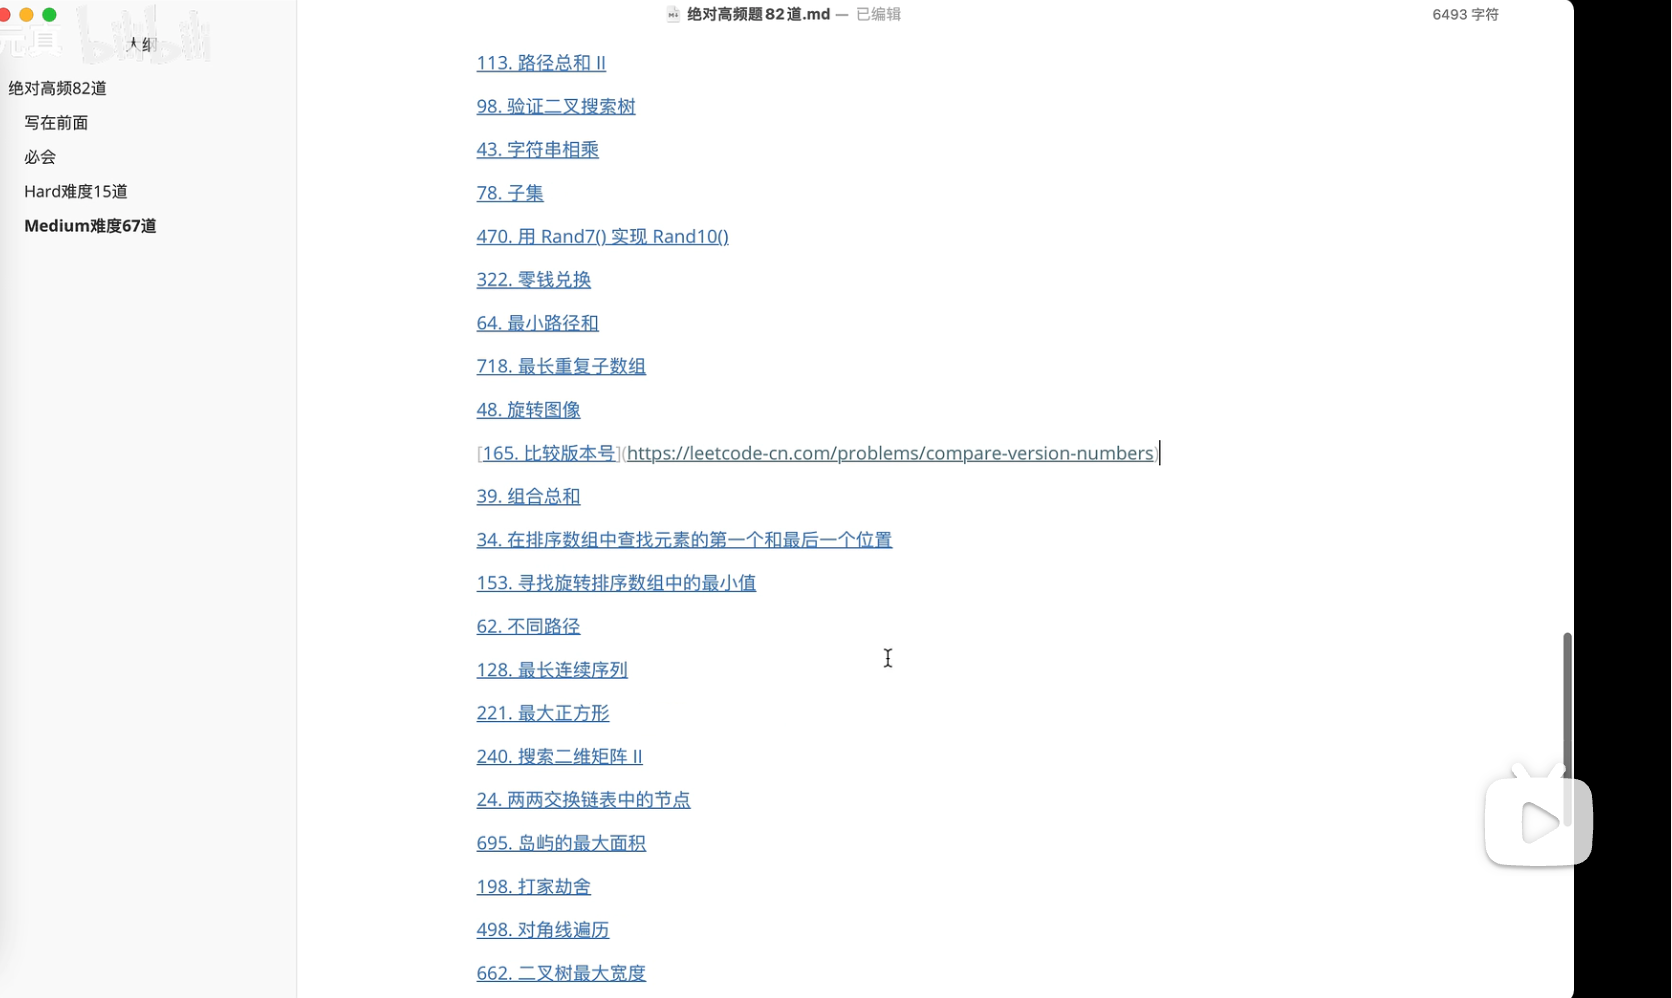 绝对高频题82道.md — 已编辑
6493 字符
大纲
绝对高频82道
写在前面
必会
Hard难度15道
Medium难度67道
113. 路径总和 II
98. 验证二叉搜索树
43. 字符串相乘
78. 子集
470. 用 Rand7() 实现 Rand10()
322. 零钱兑换
64. 最小路径和
718. 最长重复子数组
48. 旋转图像
[165. 比较版本号](https://leetcode-cn.com/problems/compare-version-numbers)
39. 组合总和
34. 在排序数组中查找元素的第一个和最后一个位置
153. 寻找旋转排序数组中的最小值
62. 不同路径
128. 最长连续序列
221. 最大正方形
240. 搜索二维矩阵 II
24. 两两交换链表中的节点
695. 岛屿的最大面积
198. 打家劫舍
498. 对角线遍历
662. 二叉树最大宽度